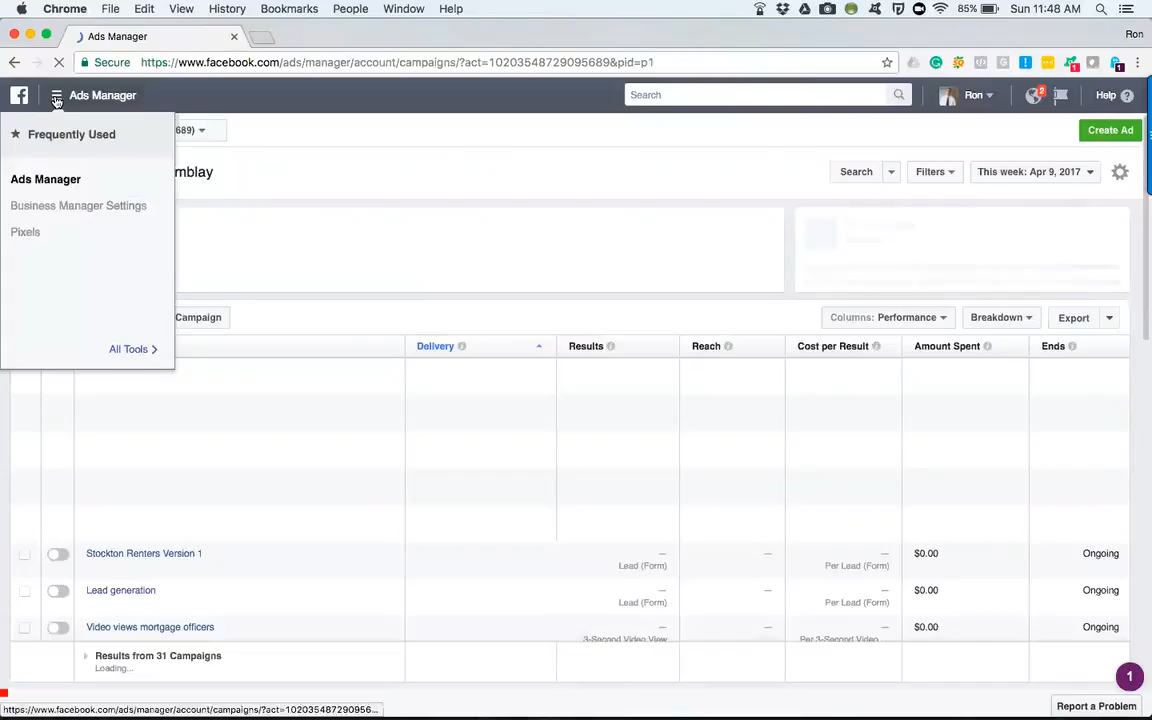 Chrome File Edit View History Bookmarks People Window Help 85% Sun 11:48 AM
Ads Manager Ron
Secure https://www.facebook.com/ads/manager/account/campaigns/?act=10203548729095689&pid=p1
Ads Manager Search Ron 2 Help
Frequently Used 689) Create Ad
mblay Search Filters This week: Apr 9, 2017
Ads Manager
Business Manager Settings
Pixels
Campaign Columns: Performance Breakdown Export
All Tools
Delivery Results Reach Cost per Result Amount Spent Ends
Stockton Renters Version 1 — — — $0.00 Ongoing
Lead (Form) Per Lead (Form)
Lead generation — — — $0.00 Ongoing
Lead (Form) Per Lead (Form)
Video views mortgage officers — — — $0.00 Ongoing
3-Second Video View Per 3-Second Video
Results from 31 Campaigns
Loading...
1
https://www.facebook.com/ads/manager/account/campaigns/?act=102035487290956...
Report a Problem